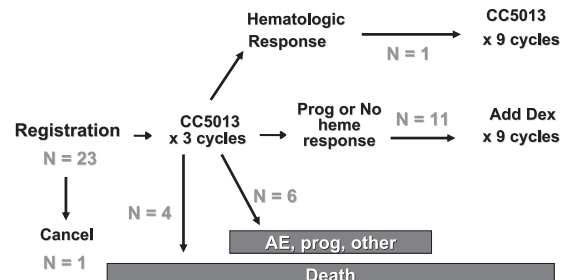 Hematologic
Response
CC5013
x 9 cycles
N = 1
Registration
N = 23
CC5013
x 3 cycles
Prog or No
heme
response
N = 11
Add Dex
x 9 cycles
Cancel
N = 1
N = 4
N = 6
AE, prog, other
Death